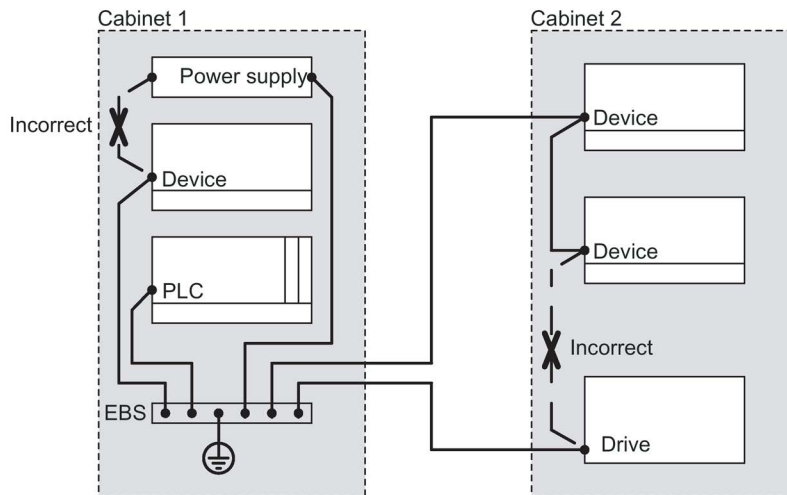 Cabinet 1
Cabinet 2
Power supply
Incorrect
Device
PLC
EBS
Device
Device
Incorrect
Drive